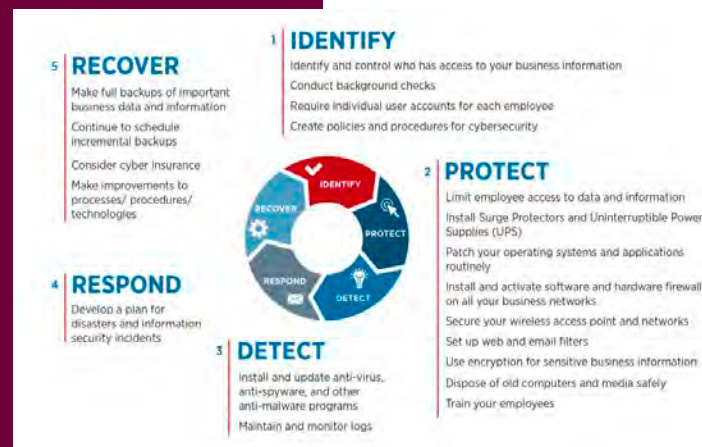 1 IDENTIFY
Identify and control who has access to your business information
Conduct background checks
Require individual user accounts for each employee
Create policies and procedures for cybersecurity
2 PROTECT
Limit employee access to data and information
Install Surge Protectors and Uninterruptible Power
Supplies (UPS)
Patch your operating systems and applications
routinely
Install and activate software and hardware firewall
on all your business networks
Secure your wireless access point and networks
Set up web and email filters
Use encryption for sensitive business information
Dispose of old computers and media safely
Train your employees
3 DETECT
Install and update anti-virus,
anti-spyware, and other
anti-malware programs
Maintain and monitor logs
4 RESPOND
Develop a plan for
disasters and information
security incidents
5 RECOVER
Make full backups of important
business data and information
Continue to schedule
incremental backups
Consider cyber insurance
Make improvements to
processes/ procedures/
technologies
IDENTIFY
PROTECT
DETECT
RESPOND
RECOVER